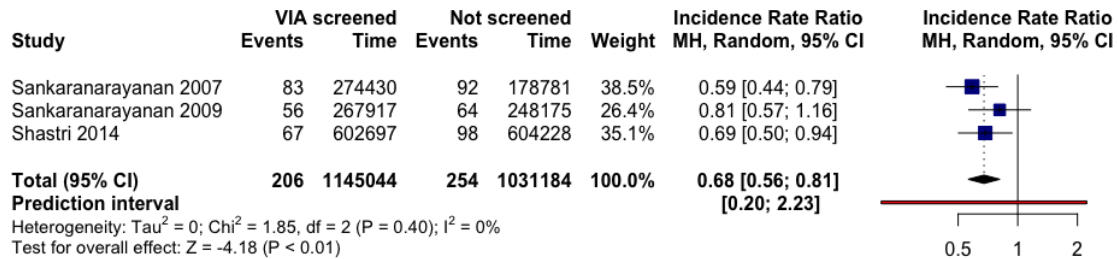 VIA screened Not screened Incidence Rate Ratio Incidence Rate Ratio
Study Events Time Events Time Weight MH, Random, 95% CI MH, Random, 95% CI
Sankaranarayanan 2007 83 274430 92 178781 38.5% 0.59 [0.44; 0.79]
Sankaranarayanan 2009 56 267917 64 248175 26.4% 0.81 [0.57; 1.16]
Shastri 2014 67 602697 98 604228 35.1% 0.69 [0.50; 0.94]
Total (95% CI) 206 1145044 254 1031184 100.0% 0.68 [0.56; 0.81]
Prediction interval [0.20; 2.23]
Heterogeneity: Tau² = 0; Chi² = 1.85, df = 2 (P = 0.40); I² = 0%
Test for overall effect: Z = -4.18 (P < 0.01) 0.5 1 2